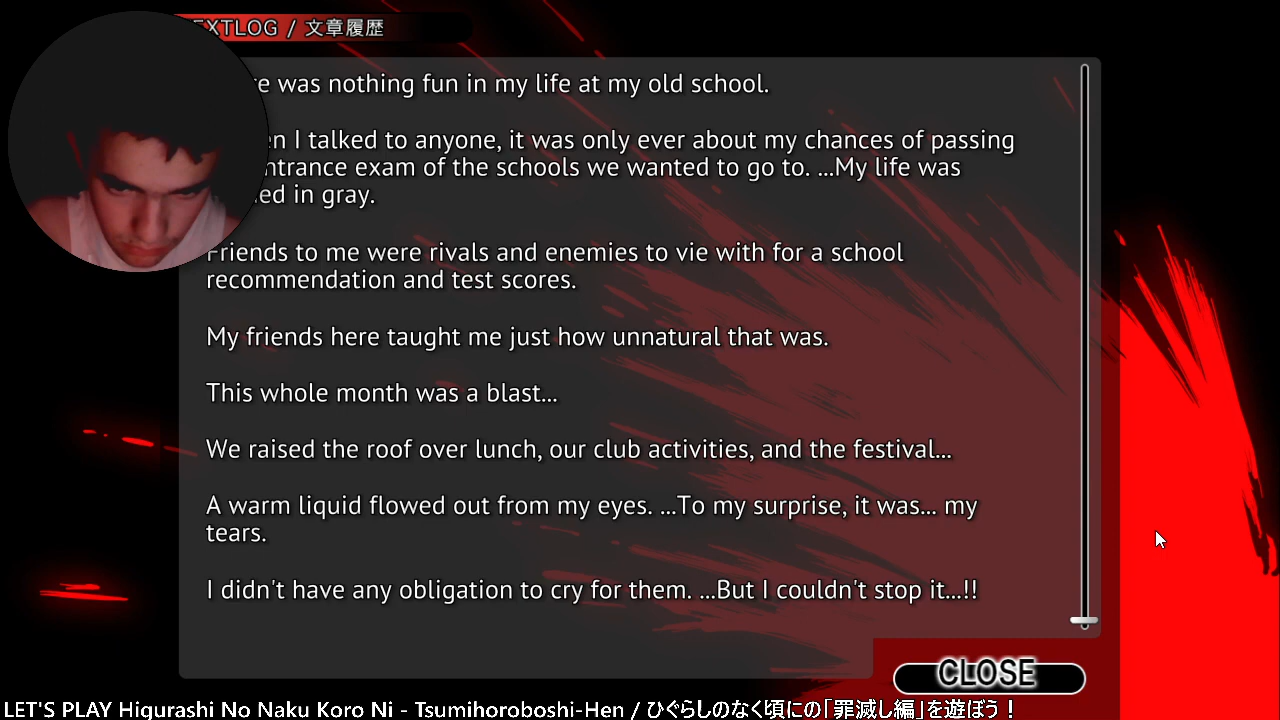 EXTLOG / 文章履歴
was nothing fun in my life at my old school.
I talked to anyone, it was only ever about my chances of passing
exam of the schools we wanted to go to. ...My life was
in gray.
Friends to me were rivals and enemies to vie with for a school
recommendation and test scores.
My friends here taught me just how unnatural that was.
This whole month was a blast...
We raised the roof over lunch, our club activities, and the festival...
A warm liquid flowed out from my eyes. ...To my surprise, it was... my
tears.
I didn't have any obligation to cry for them. ...But I couldn't stop it...!!
CLOSE
LET'S PLAY Higurashi No Naku Koro Ni - Tsumihoroboshi-Hen / ひぐらしのなく頃にの「罪滅し編」を遊ぼう！